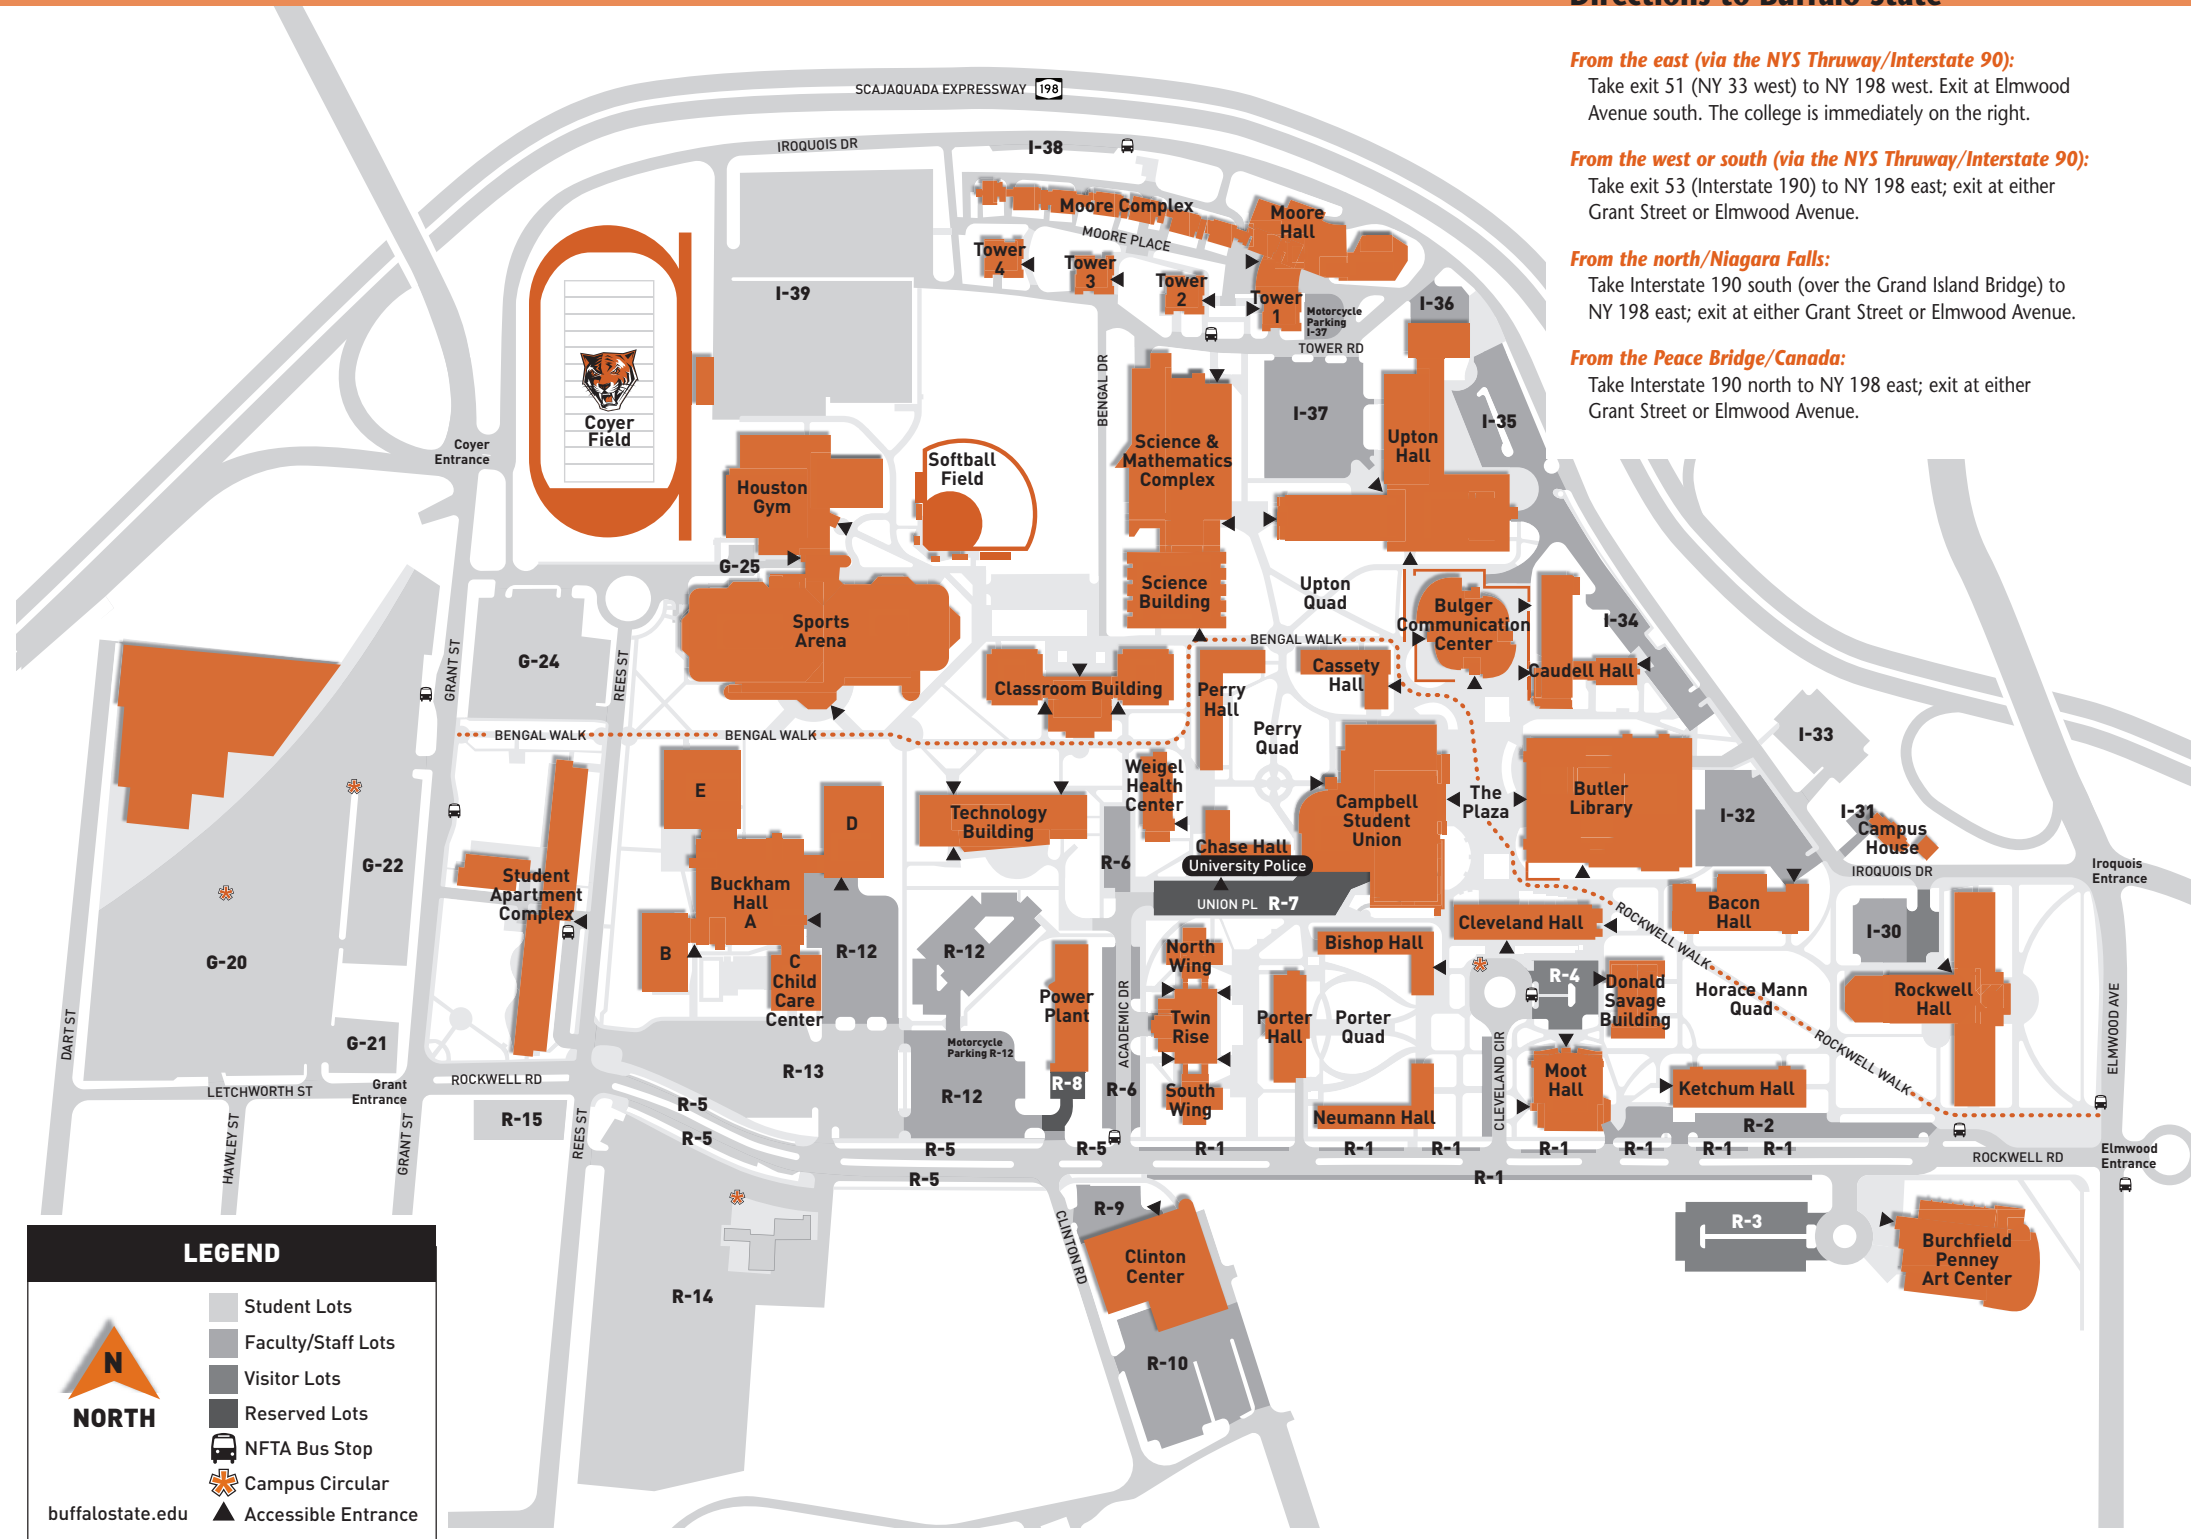 Directions to Buffalo State
From the east (via the NYS Thruway/Interstate 90):
Take exit 51 (NY 33 west) to NY 198 west. Exit at Elmwood
Avenue south. The college is immediately on the right.
From the west or south (via the NYS Thruway/Interstate 90):
Take exit 53 (Interstate 190) to NY 198 east; exit at either
Grant Street or Elmwood Avenue.
From the north/Niagara Falls:
Take Interstate 190 south (over the Grand Island Bridge) to
NY 198 east; exit at either Grant Street or Elmwood Avenue.
From the Peace Bridge/Canada:
Take Interstate 190 north to NY 198 east; exit at either
Grant Street or Elmwood Avenue.
SCAJAQUADA EXPRESSWAY 198
IROQUOIS DR
I-38
Moore Complex
Moore
Hall
MOORE PLACE
Tower
4
Tower
3
Tower
2
Tower
1
Motorcycle
Parking
I-37
I-36
I-39
TOWER RD
BENGAL DR
I-37
I-35
Coyer
Field
Coyer
Entrance
Houston
Gym
Softball
Field
Science &
Mathematics
Complex
Upton
Hall
G-25
Science
Building
Upton
Quad
Bulger
Communication
Center
I-34
Sports
Arena
G-24
GRANT ST
REES ST
BENGAL WALK
Cassety
Hall
Caudell Hall
Classroom Building
Perry
Hall
BENGAL WALK
BENGAL WALK
Perry
Quad
I-33
Weigel
Health
Center
E
D
Technology
Building
Campbell
Student
Union
The
Plaza
Butler
Library
I-32
I-31
Campus
House
Chase Hall
University Police
R-6
G-22
Student
Apartment
Complex
Buckham
Hall
A
IROQUOIS DR
Iroquois
Entrance
UNION PL R-7
Cleveland Hall
ROCKWELL WALK
Bacon
Hall
I-30
B
C
Child
Care
Center
R-12
R-12
North
Wing
Bishop Hall
G-20
Power
Plant
ACADEMIC DR
Twin
Rise
Porter
Hall
Porter
Quad
R-4
Donald
Savage
Building
Horace Mann
Quad
Rockwell
Hall
ELMWOOD AVE
DART ST
G-21
Motorcycle
Parking R-12
R-13
R-12
R-8
R-6
South
Wing
Neumann Hall
CLEVELAND CIR
Moot
Hall
Ketchum Hall
ROCKWELL WALK
LETCHWORTH ST
Grant
Entrance
ROCKWELL RD
HAWLEY ST
GRANT ST
R-15
REES ST
R-5
R-5
R-5
R-5
R-5
R-1
R-1
R-1
R-1
R-1
R-1
R-1
R-1
R-2
ROCKWELL RD
Elmwood
Entrance
R-9
CLINTON RD
Clinton
Center
R-3
Burchfield
Penney
Art Center
R-14
R-10
LEGEND
N
NORTH
buffalostate.edu
Student Lots
Faculty/Staff Lots
Visitor Lots
Reserved Lots
NFTA Bus Stop
Campus Circular
Accessible Entrance